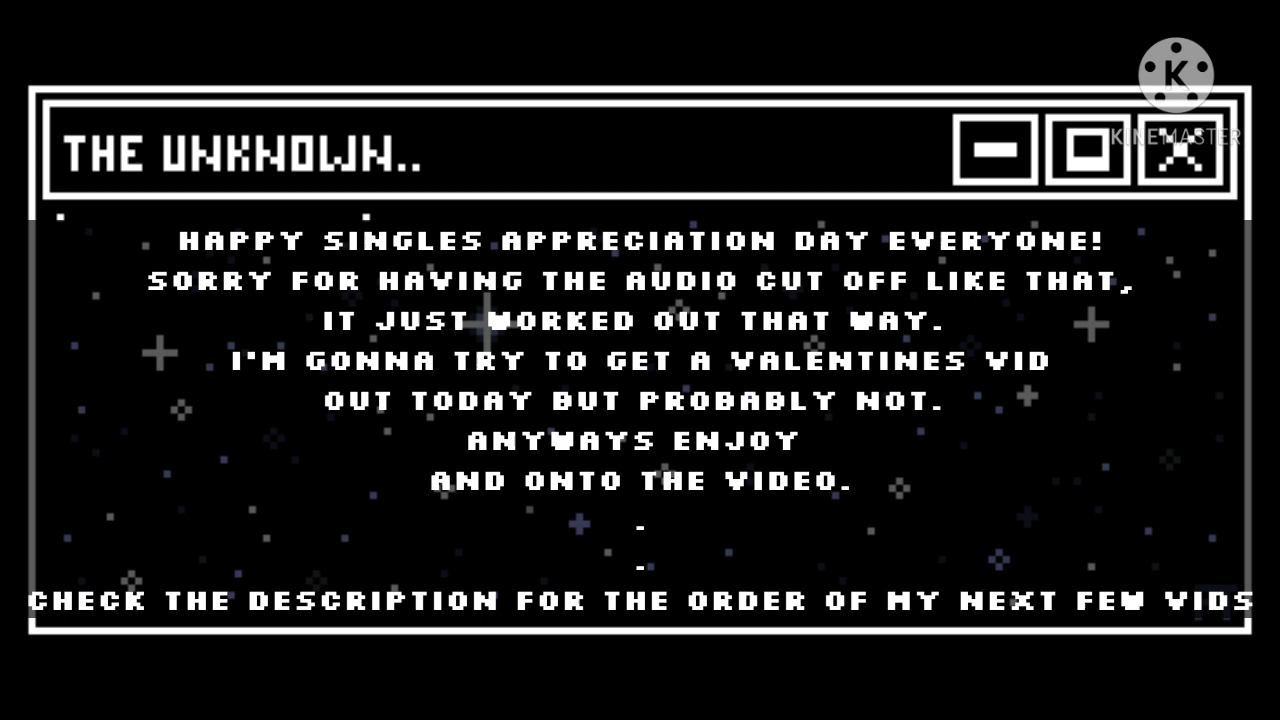 K
KINEMASTER
THE UNKNOWN..
HAPPY SINGLES APPRECIATION DAY EVERYONE!
SORRY FOR HAVING THE AUDIO CUT OFF LIKE THAT,
IT JUST WORKED OUT THAT WAY.
I'M GONNA TRY TO GET A VALENTINES VID
OUT TODAY BUT PROBABLY NOT.
ANYWAYS ENJOY
AND ONTO THE VIDEO.
-
-
CHECK THE DESCRIPTION FOR THE ORDER OF MY NEXT FEW VIDS